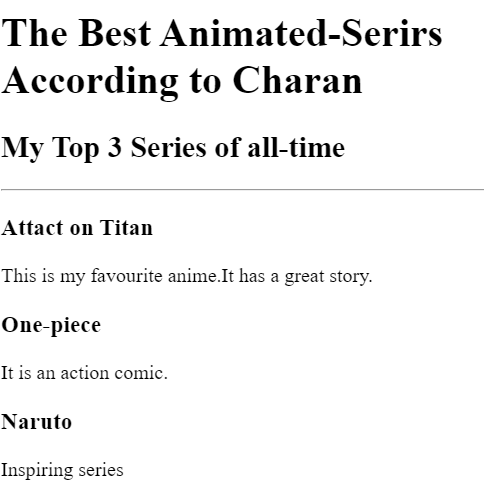 The Best Animated-Serirs
According to Charan
My Top 3 Series of all-time
Attact on Titan
This is my favourite anime.It has a great story.
One-piece
It is an action comic.
Naruto
Inspiring series